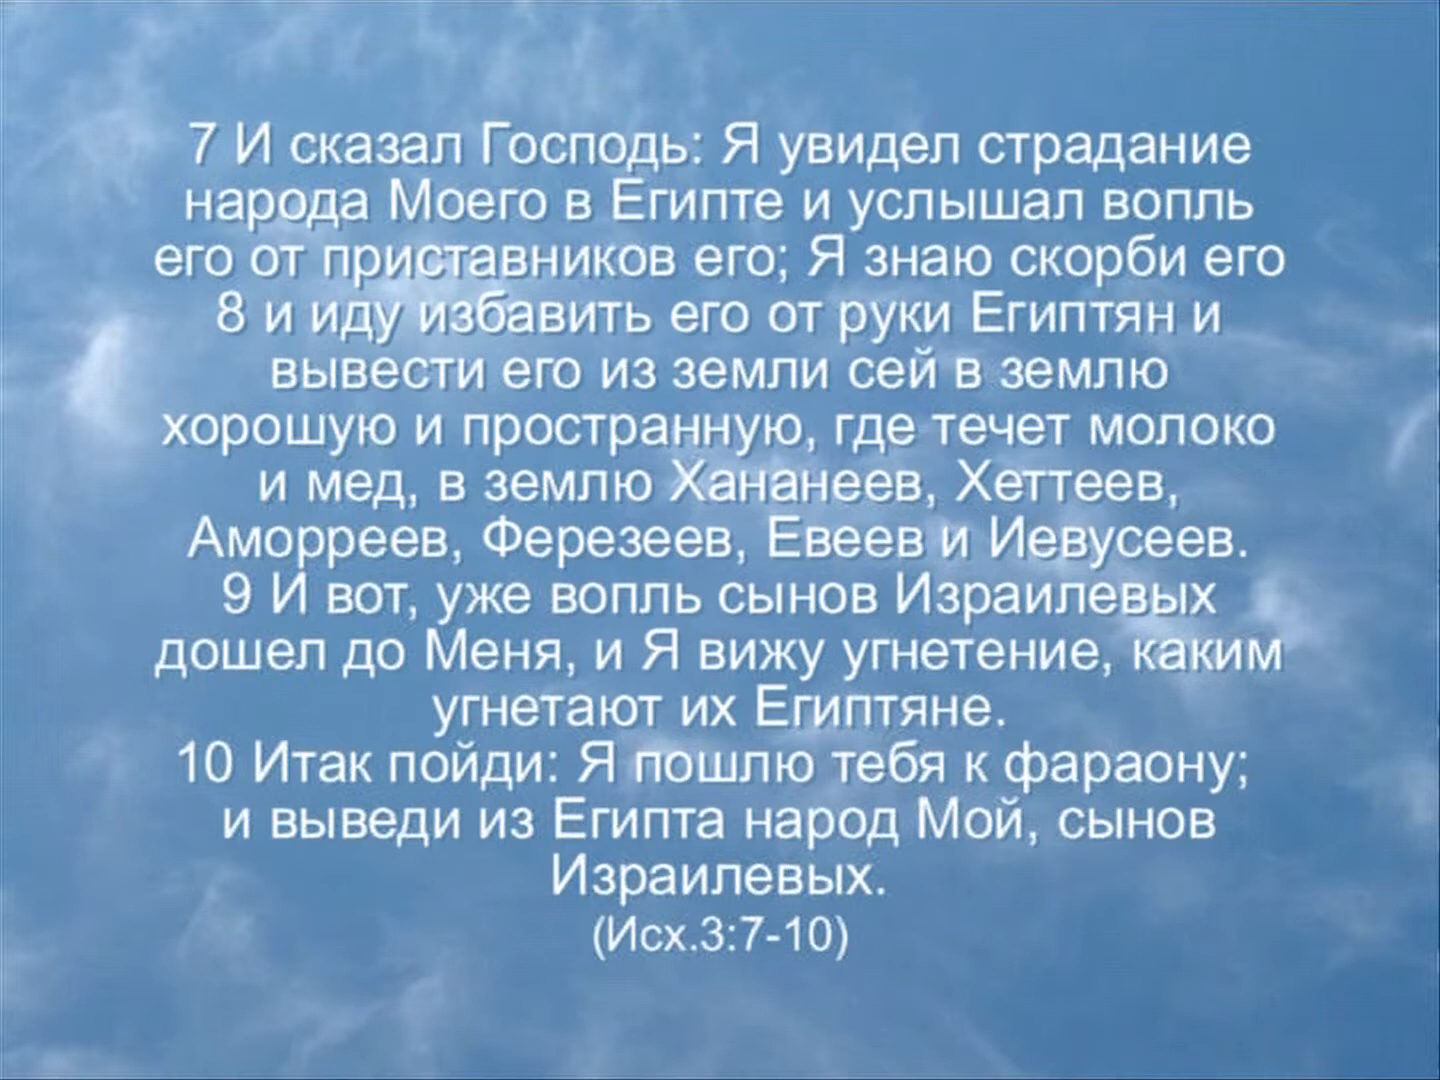 7 И сказал Господь: Я увидел страдание
народа Моего в Египте и услышал вопль
его от приставников его; Я знаю скорби его
8 и иду избавить его от руки Египтян и
вывести его из земли сей в землю
хорошую и пространную, где течет молоко
и мед, в землю Хананеев, Хеттеев,
Аморреев, Ферезеев, Евеев и Иевусеев.
9 И вот, уже вопль сынов Израилевых
дошел до Меня, и Я вижу угнетение, каким
угнетают их Египтяне.
10 Итак пойди: Я пошлю тебя к фараону;
и выведи из Египта народ Мой, сынов
Израилевых.
(Исх.3:7-10)